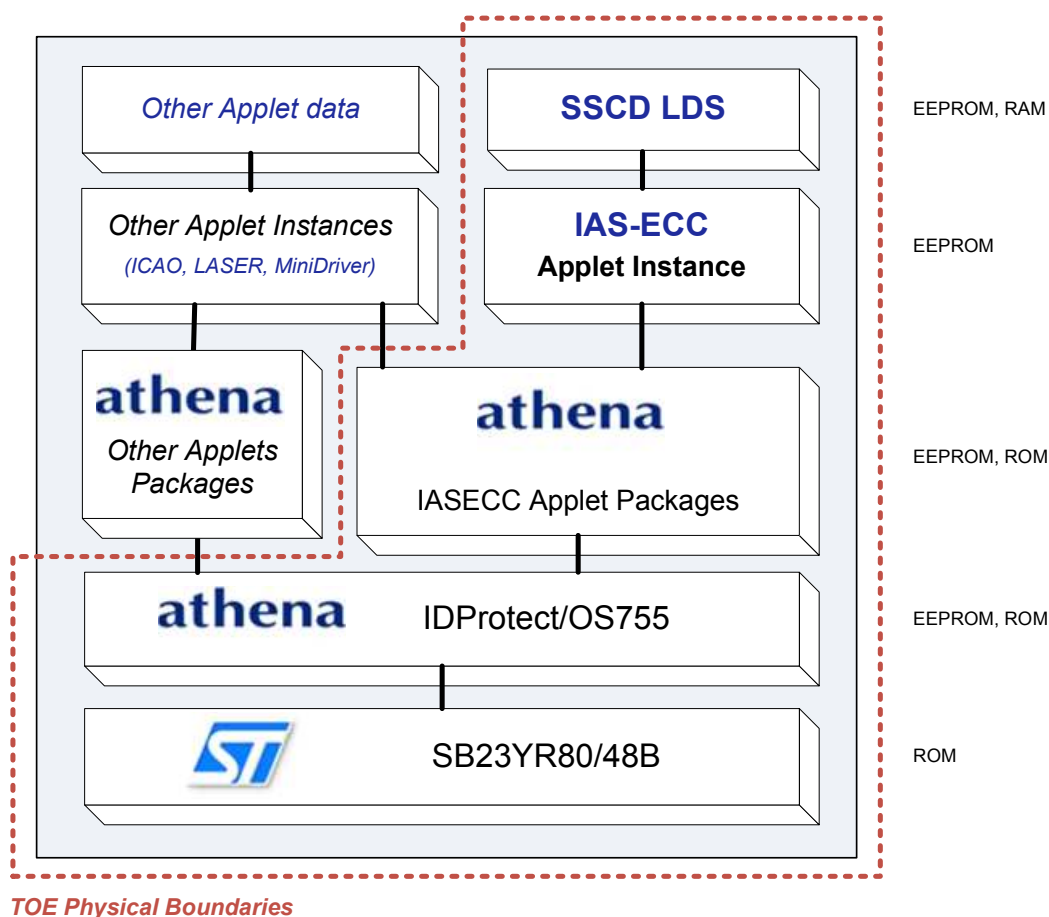 Other Applet data
SSCD LDS
EEPROM, RAM
Other Applet Instances
(ICAO, LASER, MiniDriver)
IAS-ECC
Applet Instance
EEPROM
athena
Other Applets
Packages
athena
IASECC Applet Packages
EEPROM, ROM
athena
IDProtect/OS755
EEPROM, ROM
ST
SB23YR80/48B
ROM
TOE Physical Boundaries